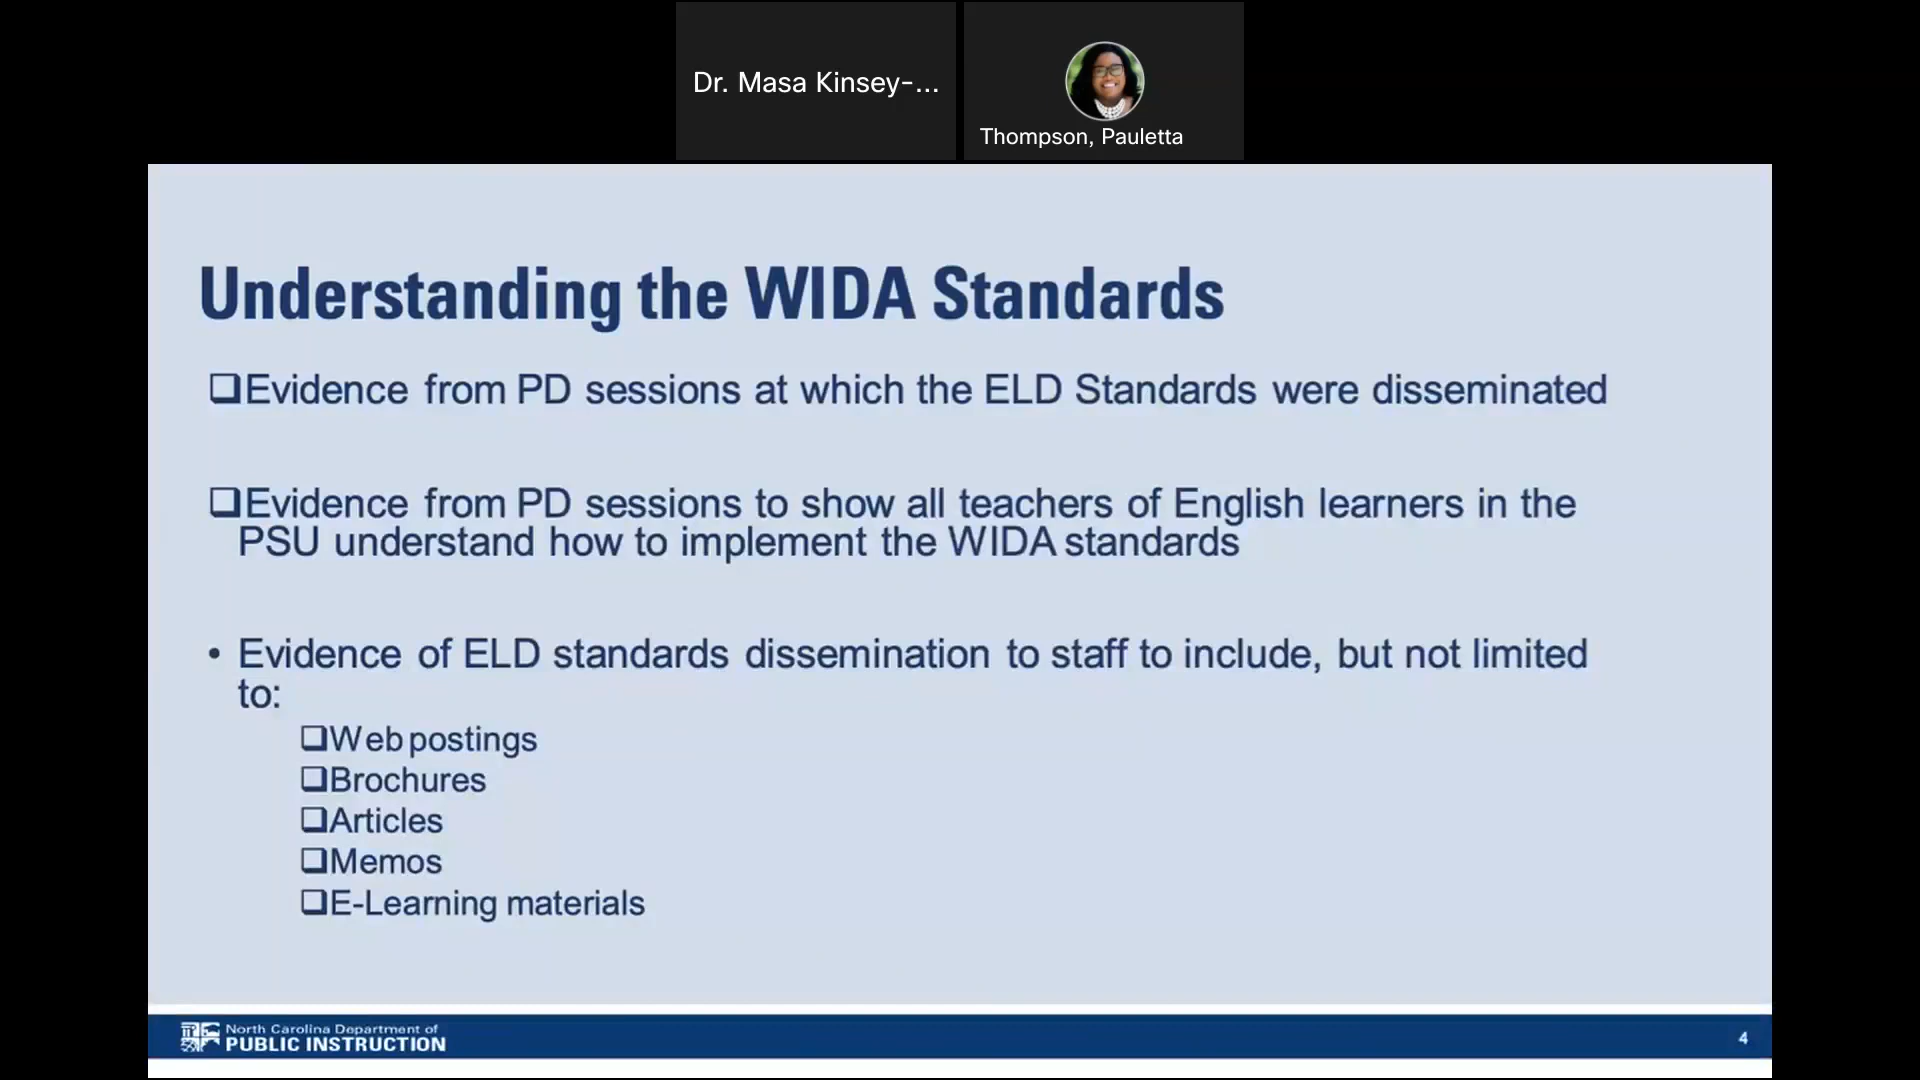 Dr. Masa Kinsey-...
Thompson, Pauletta
Understanding the WIDA Standards
❑Evidence from PD sessions at which the ELD Standards were disseminated
❑Evidence from PD sessions to show all teachers of English learners in the
PSU understand how to implement the WIDA standards
• Evidence of ELD standards dissemination to staff to include, but not limited
to:
❑Web postings
❑Brochures
❑Articles
❑Memos
❑E-Learning materials
North Carolina Department of
PUBLIC INSTRUCTION
4